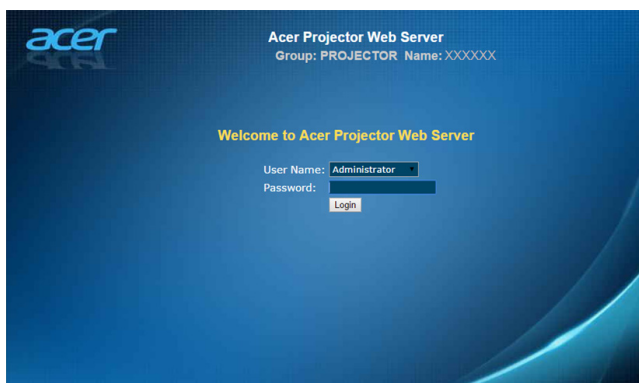 acer
Acer Projector Web Server
Group: PROJECTOR Name: XXXXXX
Welcome to Acer Projector Web Server
User Name: Administrator
Password:
Login